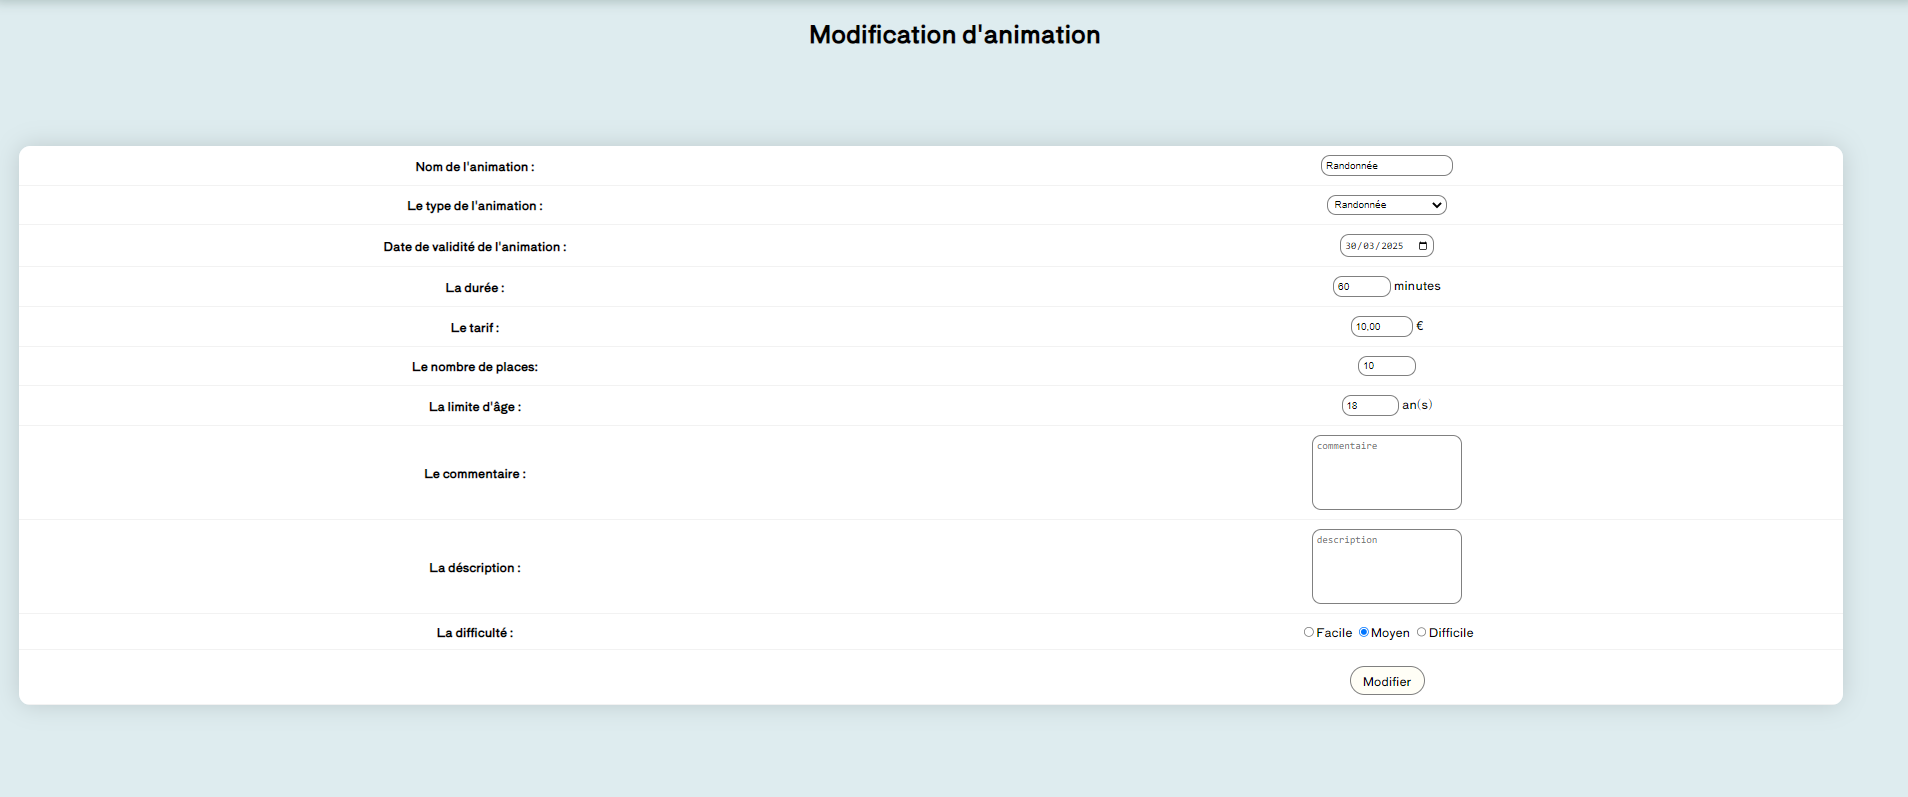 Modification d'animation
Nom de l'animation : Randonnée
Le type de l'animation : Randonnée
Date de validité de l'animation : 30/03/2025
La durée : 60 minutes
Le tarif : 10,00 €
Le nombre de places: 10
La limite d'âge : 18 an(s)
Le commentaire : commentaire
La déscription : description
La difficulté : Facile Moyen Difficile
Modifier